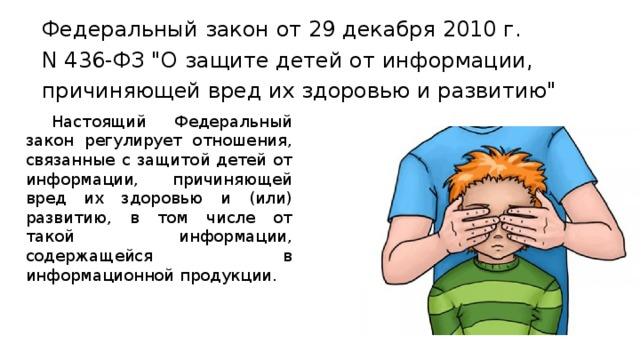 Федеральный закон от 29 декабря 2010 г.
N 436-ФЗ "О защите детей от информации,
причиняющей вред их здоровью и развитию"
Настоящий Федеральный
закон регулирует отношения,
связанные с защитой детей от
информации, причиняющей
вред их здоровью и (или)
развитию, в том числе от
такой информации,
содержащейся в
информационной продукции.